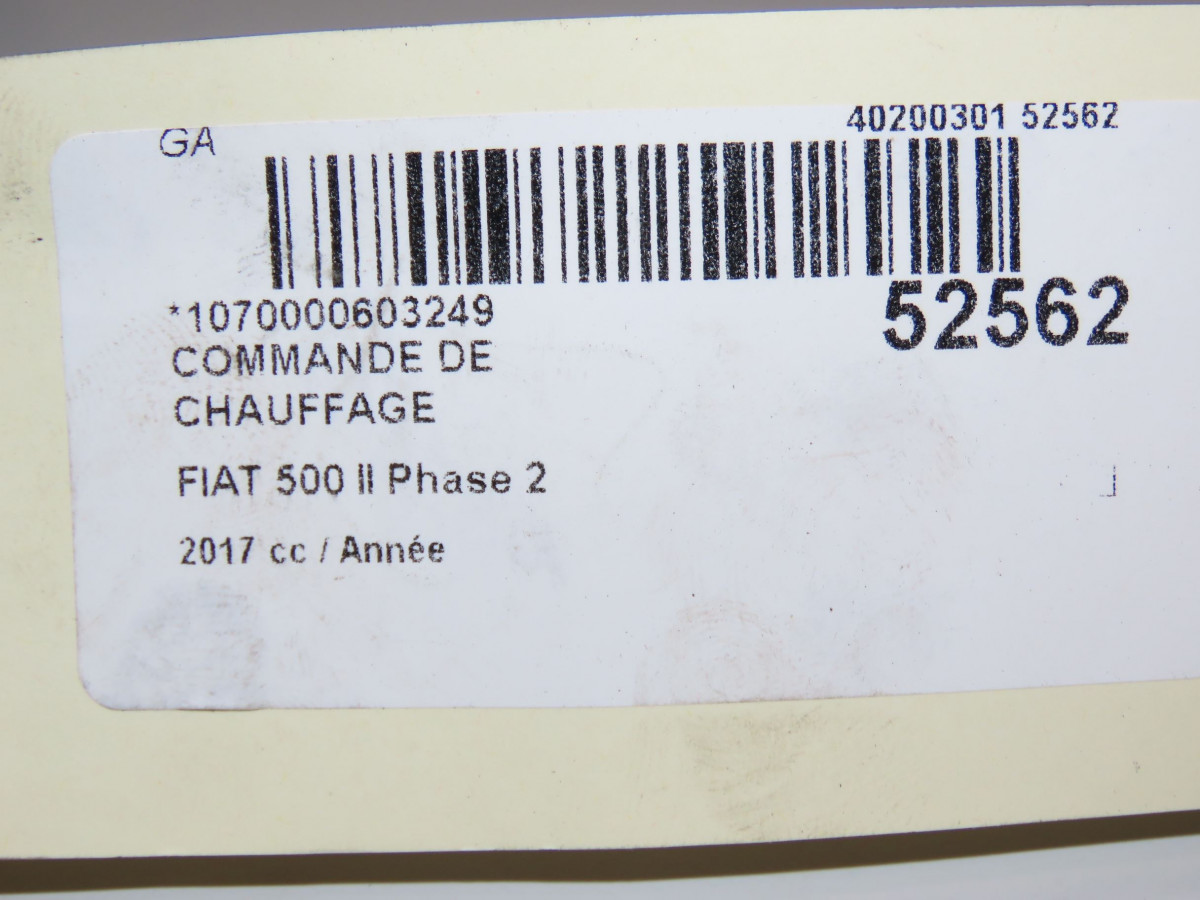 GA
40200301 52562
*1070000603249
52562
COMMANDE DE
CHAUFFAGE
FIAT 500 II Phase 2
2017 cc / Année